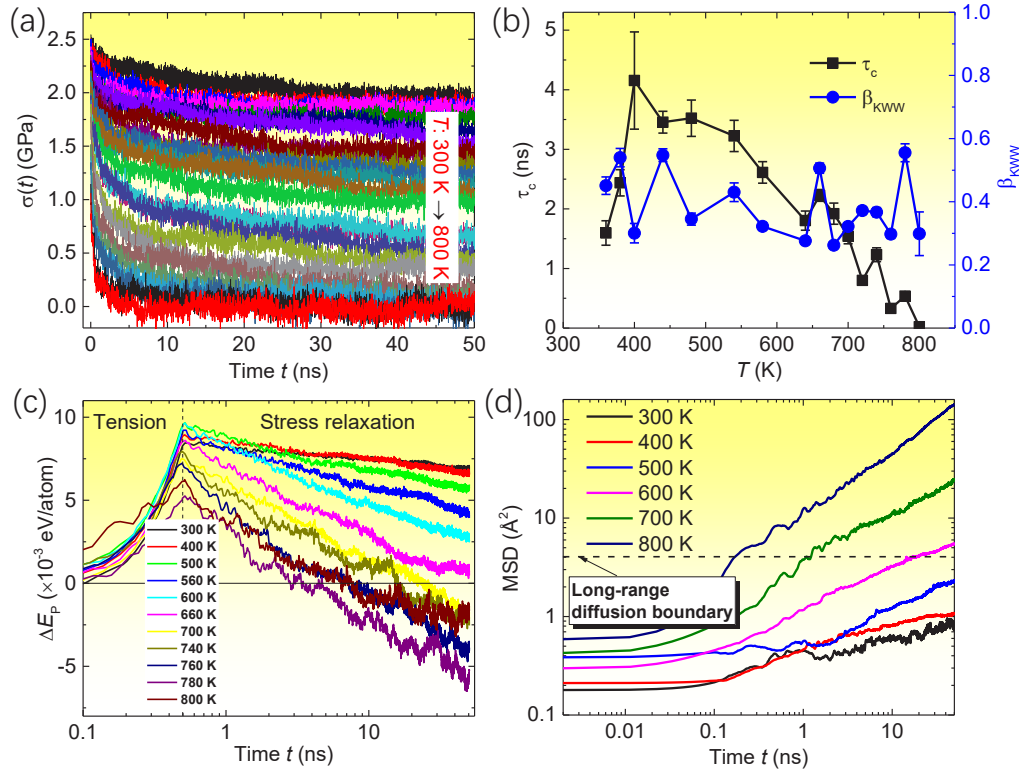 (a)
σ(t) (GPa)
2.5
2.0
1.5
1.0
0.5
0.0
T: 300 K → 800 K
0 10 20 30 40 50
Time t (ns)
(b)
τc (ns)
5
4
3
2
1
0
τc
βKWW
1.0
0.8
0.6
0.4
0.2
0.0
βKWW
300 400 500 600 700 800
T (K)
(c)
ΔEP (×10⁻³ eV/atom)
10
5
0
-5
Tension
Stress relaxation
300 K
400 K
500 K
560 K
600 K
660 K
700 K
740 K
760 K
780 K
800 K
0.1 1 10
Time t (ns)
(d)
MSD (Å²)
100
10
1
0.1
300 K
400 K
500 K
600 K
700 K
800 K
Long-range
diffusion boundary
0.01 0.1 1 10
Time t (ns)